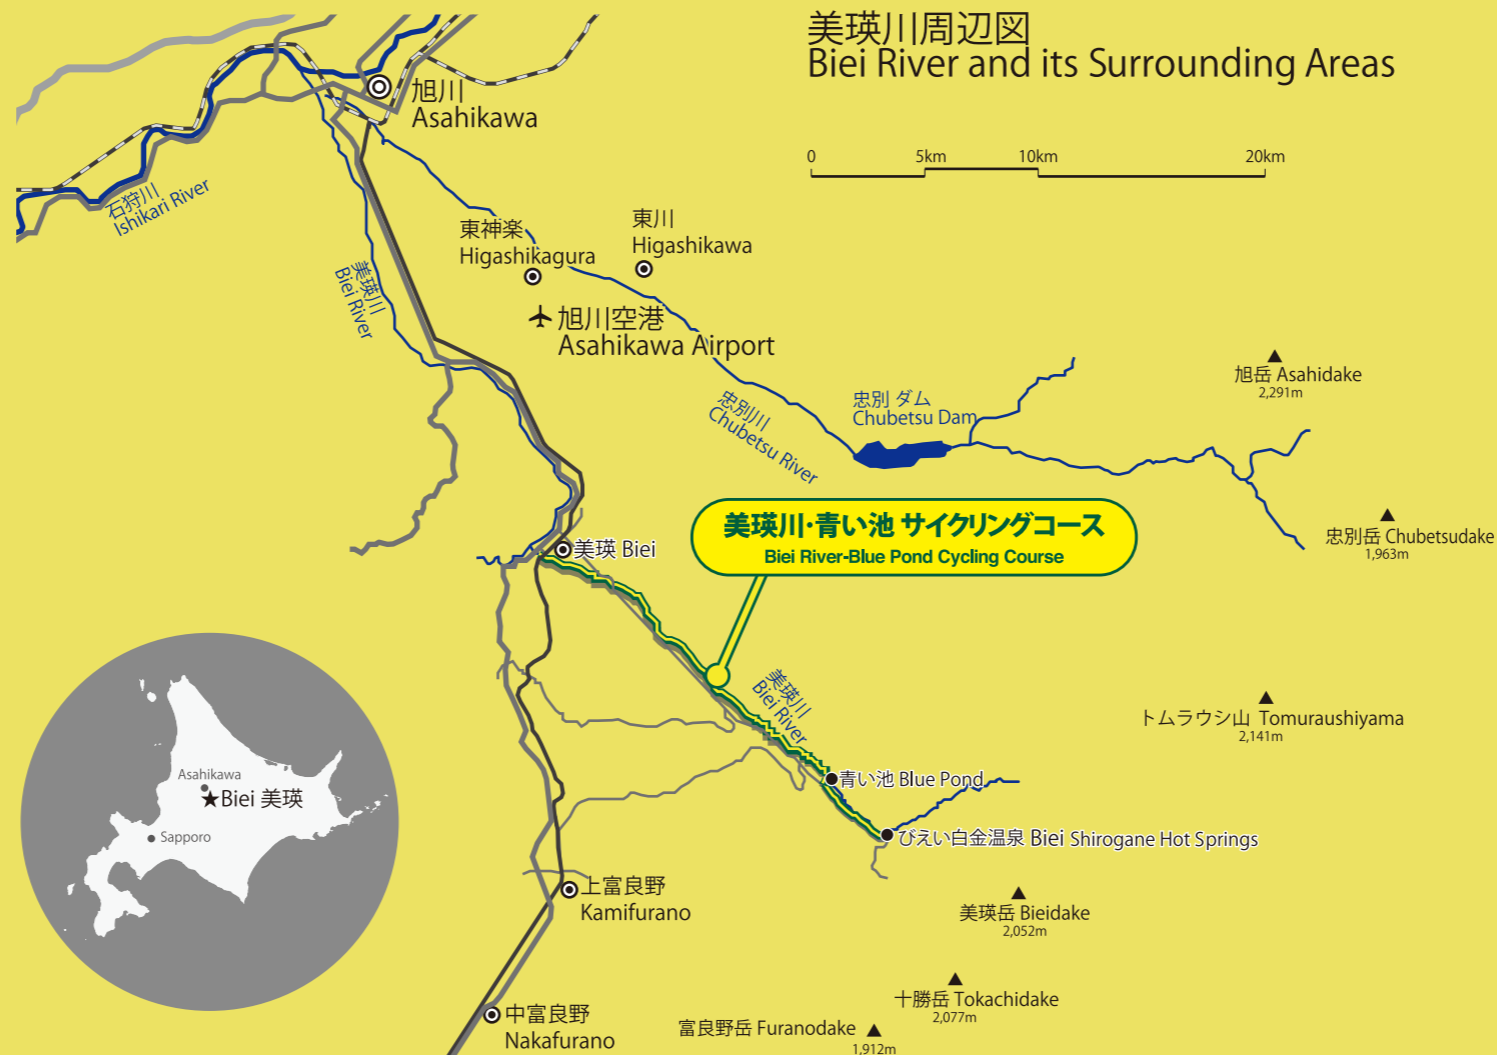 美瑛川周辺図
Biei River and its Surrounding Areas
0 5km 10km 20km
旭川
Asahikawa
石狩川
Ishikari River
東神楽
Higashikagura
東川
Higashikawa
美瑛川
Biei River
旭川空港
Asahikawa Airport
忠別川
Chubetsu River
忠別 ダム
Chubetsu Dam
旭岳 Asahidake
2,291m
忠別岳 Chubetsudake
1,963m
美瑛川・青い池 サイクリングコース
Biei River-Blue Pond Cycling Course
美瑛 Biei
美瑛川
Biei River
トムラウシ山 Tomuraushiyama
2,141m
青い池 Blue Pond
びえい白金温泉 Biei Shirogane Hot Springs
Asahikawa
★Biei 美瑛
Sapporo
上富良野
Kamifurano
美瑛岳 Bieidake
2,052m
十勝岳 Tokachidake
2,077m
中富良野
Nakafurano
富良野岳 Furanodake
1,912m